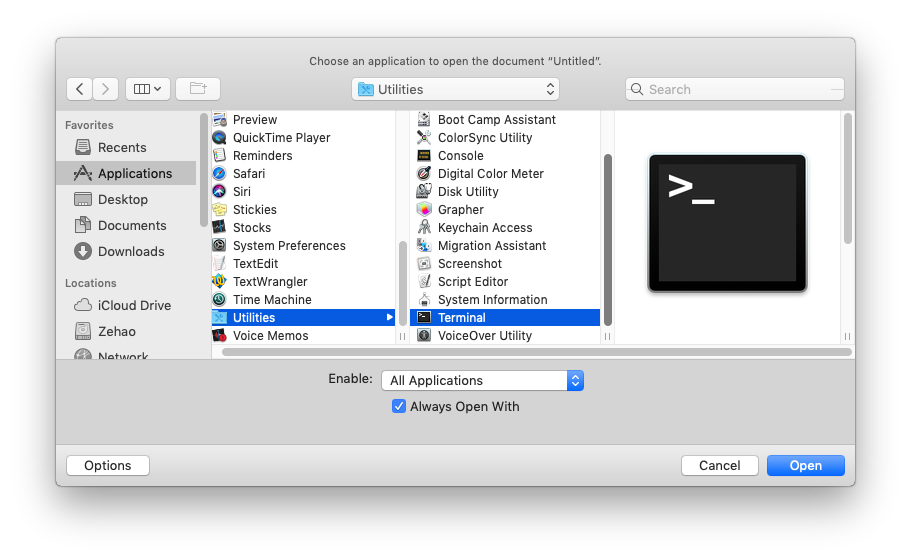 Choose an application to open the document “Untitled”.
Utilities
Search
Favorites
Recents
Applications
Desktop
Documents
Downloads
Locations
iCloud Drive
Zehao
Network
Preview
QuickTime Player
Reminders
Safari
Siri
Stickies
Stocks
System Preferences
TextEdit
TextWrangler
Time Machine
Utilities
Voice Memos
Boot Camp Assistant
ColorSync Utility
Console
Digital Color Meter
Disk Utility
Grapher
Keychain Access
Migration Assistant
Screenshot
Script Editor
System Information
Terminal
VoiceOver Utility
>_
Enable: All Applications
Always Open With
Options
Cancel
Open